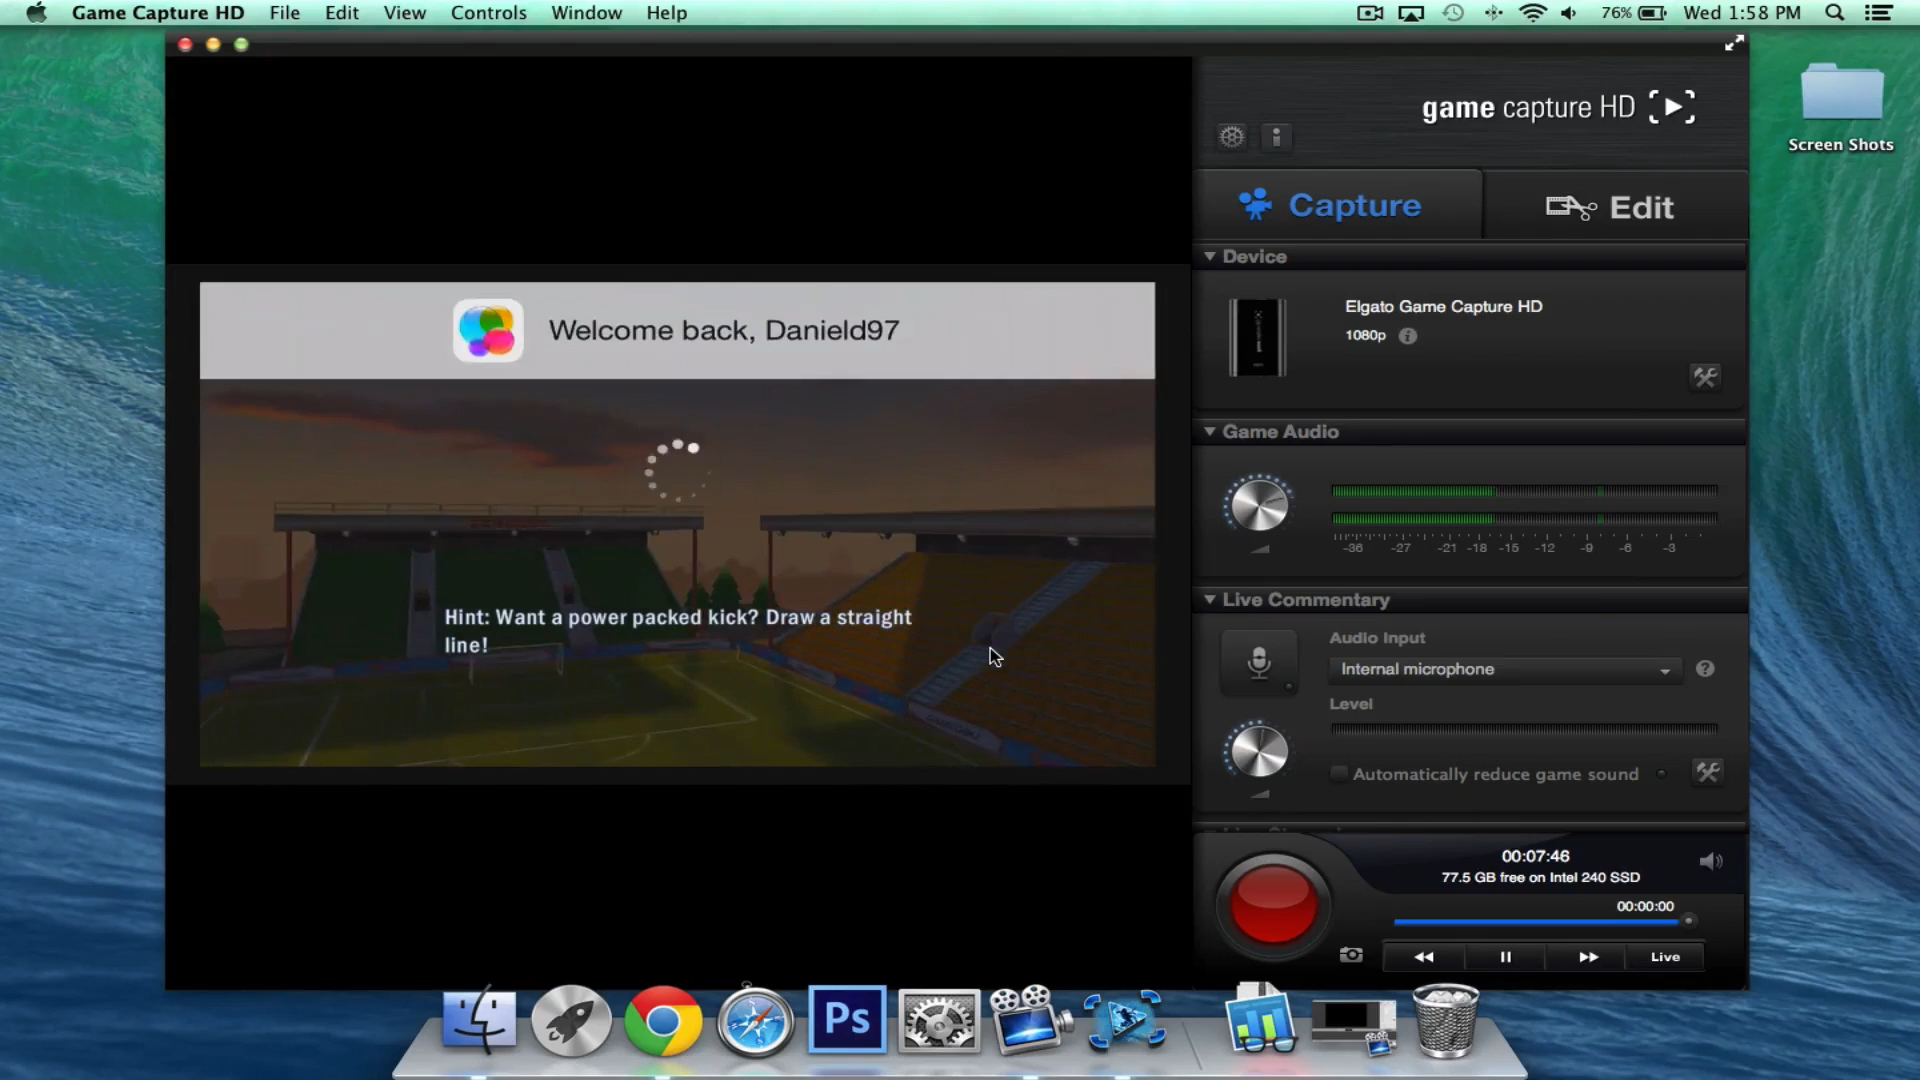 Game Capture HD File Edit View Controls Window Help 76% Wed 1:58 PM
game capture HD
Screen Shots
Capture
Edit
Device
Elgato Game Capture HD
1080p
Welcome back, Danield97
Game Audio
-36 -27 -21 -18 -15 -12 -9 -6 -3
Hint: Want a power packed kick? Draw a straight
line!
Live Commentary
Audio Input
Internal microphone
Level
Automatically reduce game sound
00:07:46
77.5 GB free on Intel 240 SSD
00:00:00
Live
Ps